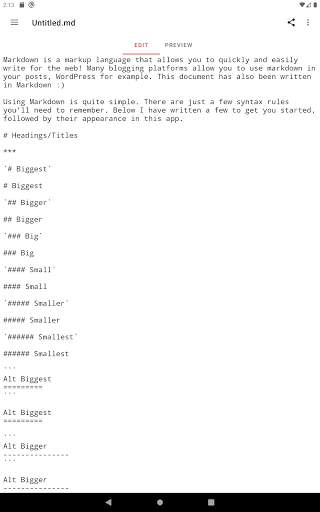 2:13
Untitled.md
EDIT PREVIEW
Markdown is a markup language that allows you to quickly and easily
write for the web! Many blogging platforms allow you to use markdown in
your posts, WordPress for example. This document has also been written
in Markdown :)
Using Markdown is quite simple. There are just a few syntax rules
you'll need to remember. Below I have written a few to get you started,
followed by their appearance in this app.
# Headings/Titles
***
`# Biggest`
# Biggest
`## Bigger`
## Bigger
`### Big`
### Big
`#### Small`
#### Small
`##### Smaller`
##### Smaller
`###### Smallest`
###### Smallest
```
Alt Biggest
=========
```
Alt Biggest
=========
```
Alt Bigger
---------------
```
Alt Bigger
---------------